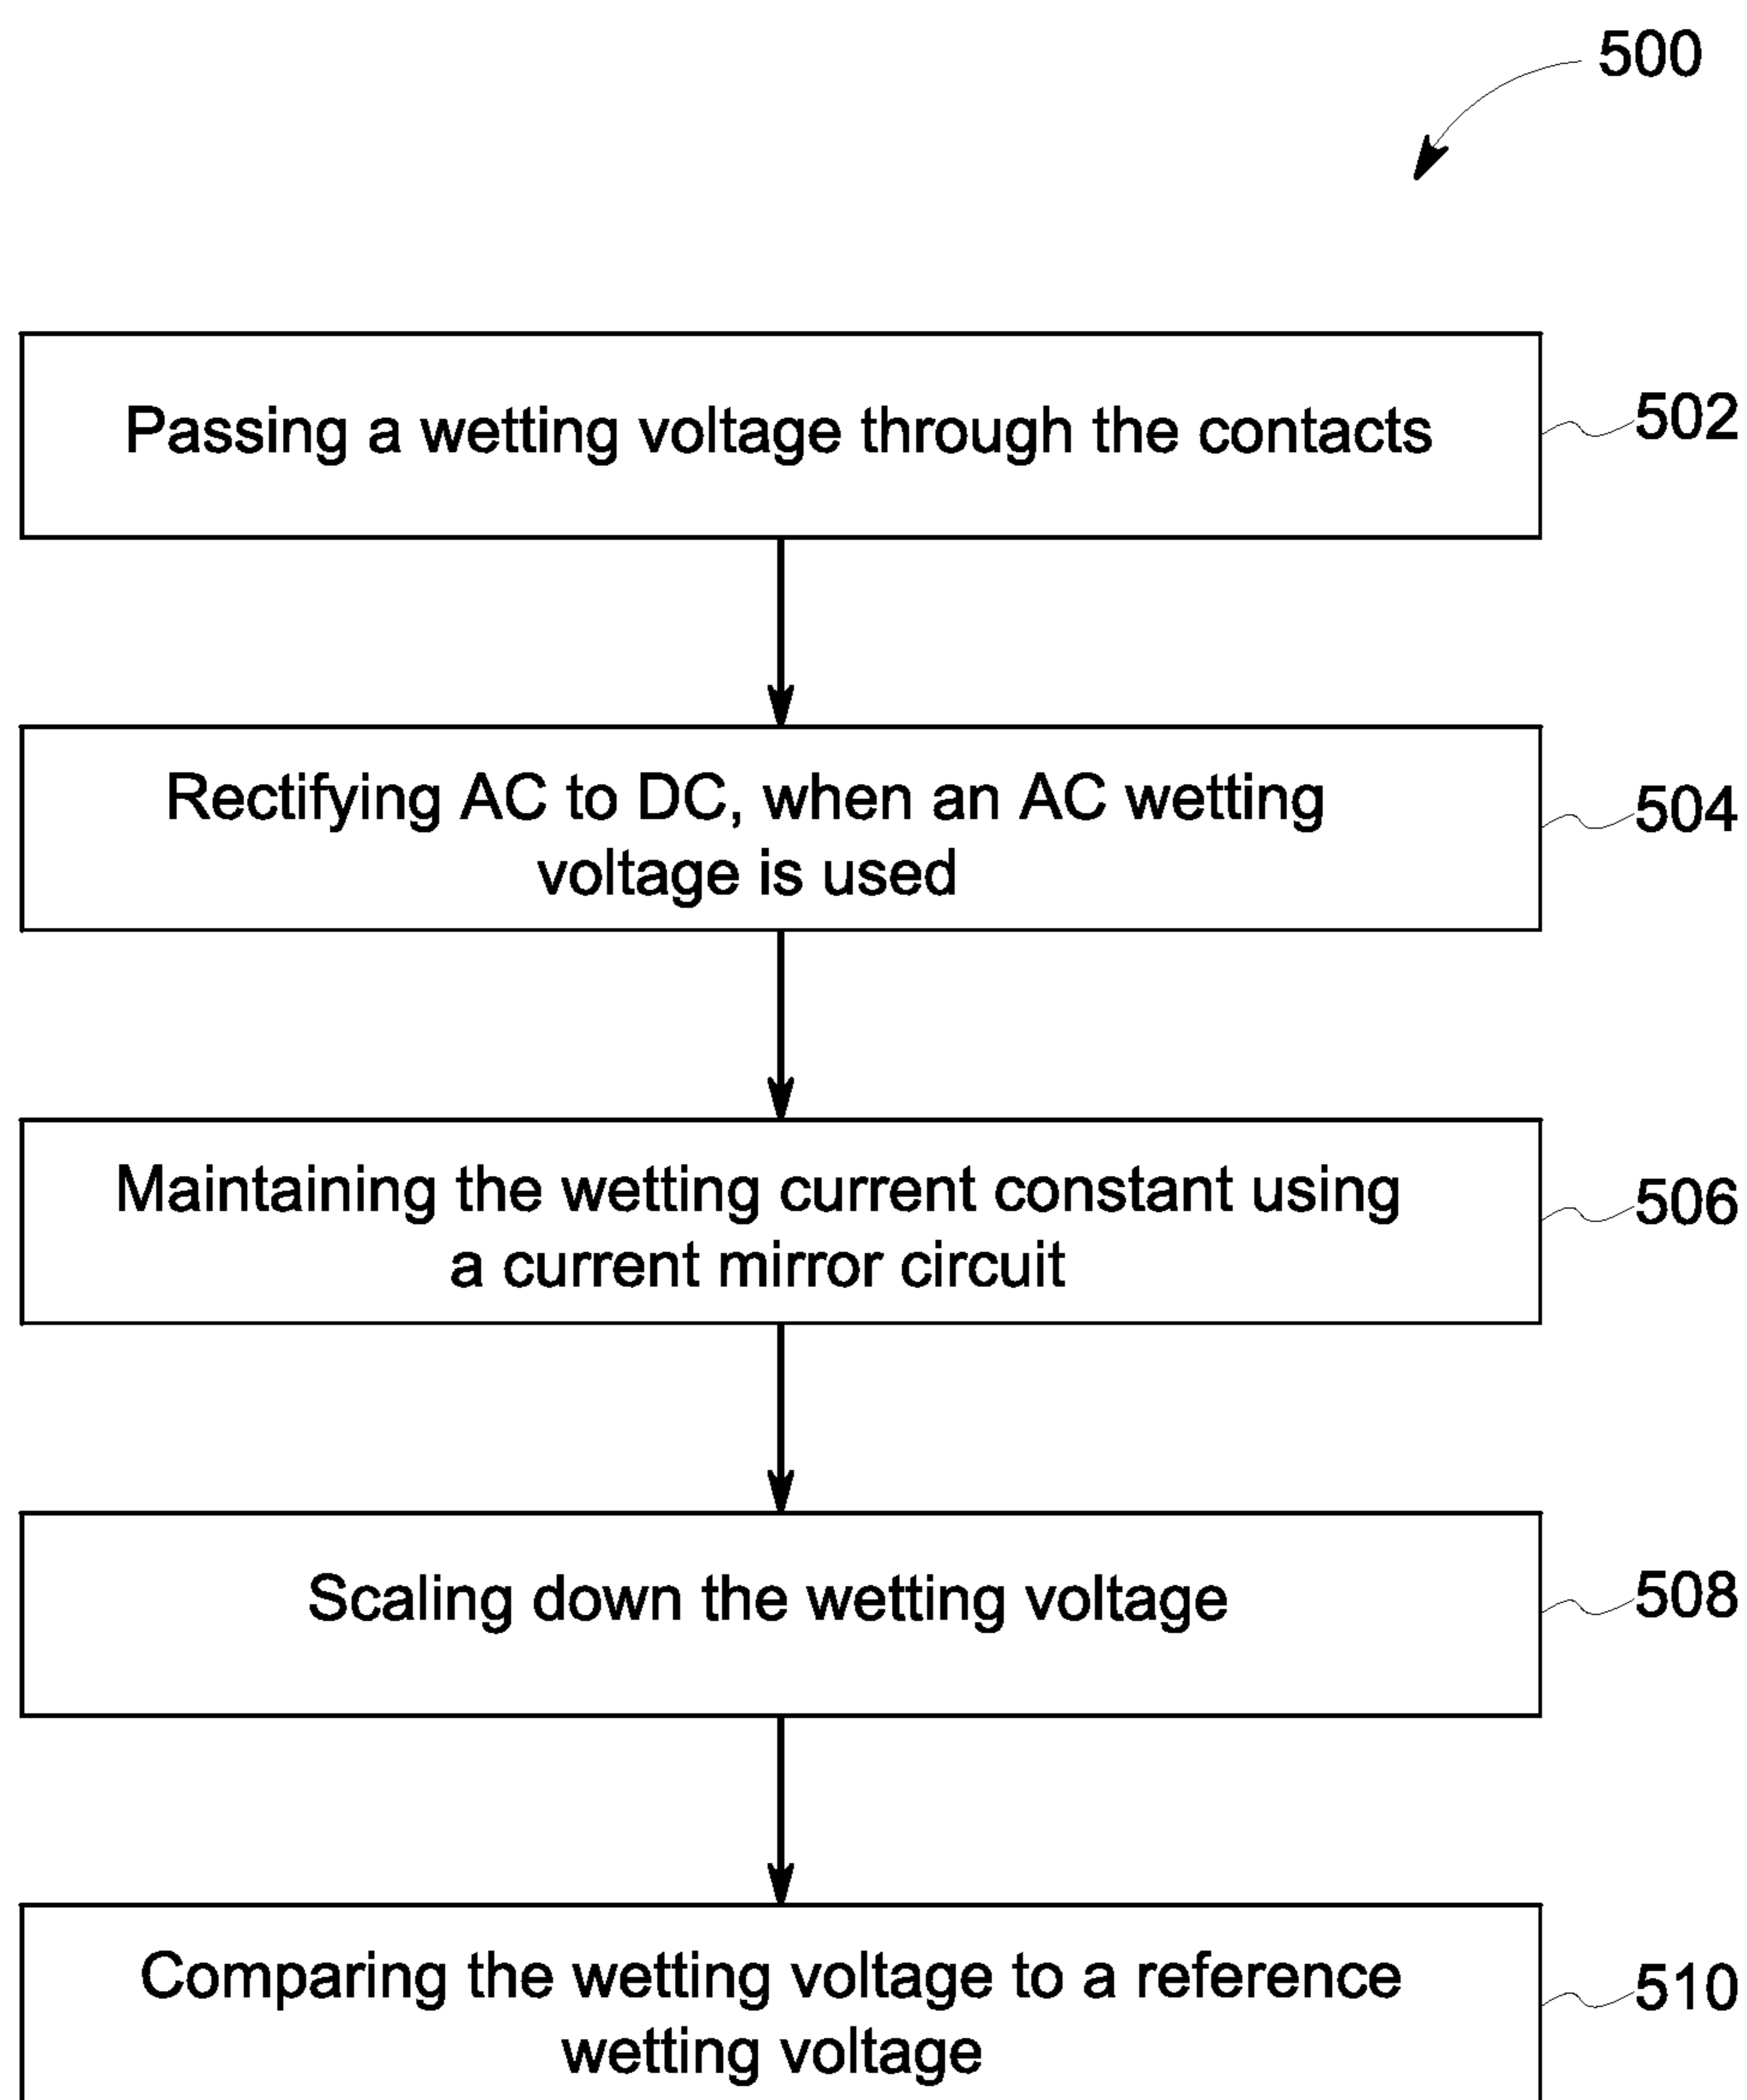 500
Passing a wetting voltage through the contacts
502
Rectifying AC to DC, when an AC wetting
voltage is used
504
Maintaining the wetting current constant using
a current mirror circuit
506
Scaling down the wetting voltage
508
Comparing the wetting voltage to a reference
wetting voltage
510